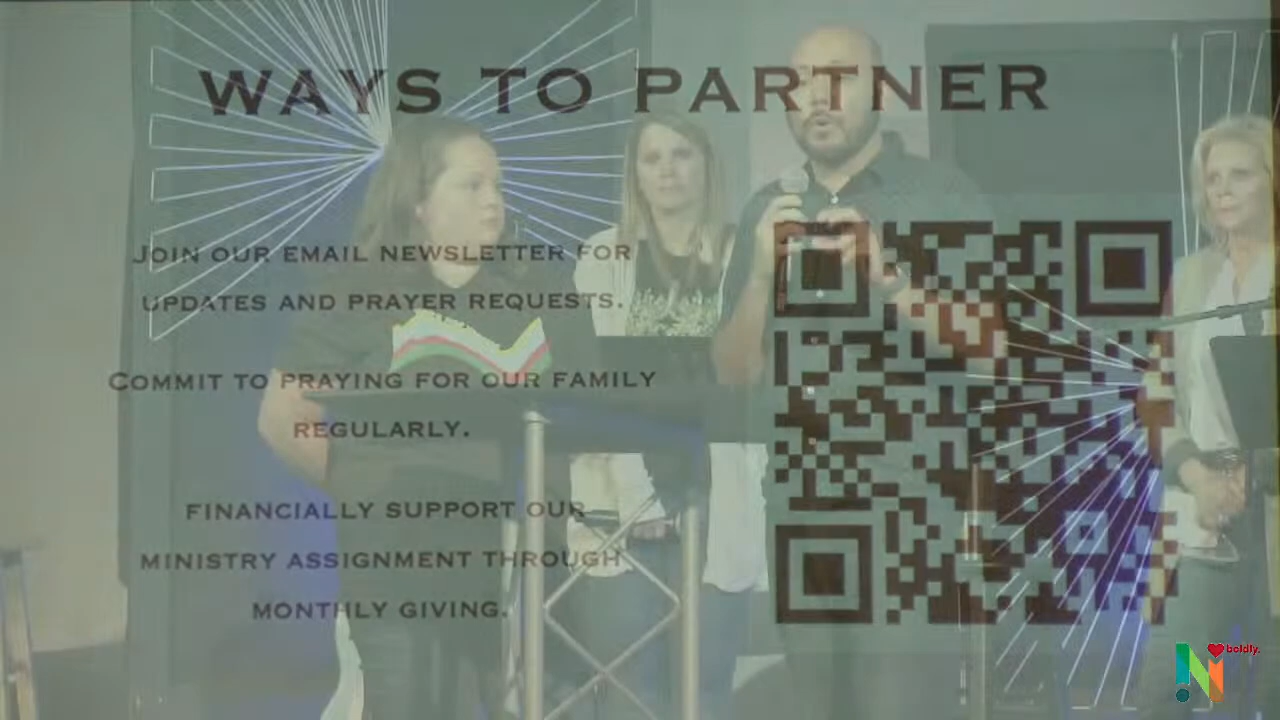 WAYS TO PARTNER
JOIN OUR EMAIL NEWSLETTER FOR
UPDATES AND PRAYER REQUESTS.
COMMIT TO PRAYING FOR OUR FAMILY
REGULARLY.
FINANCIALLY SUPPORT OUR
MINISTRY ASSIGNMENT THROUGH
MONTHLY GIVING.
N boldly.